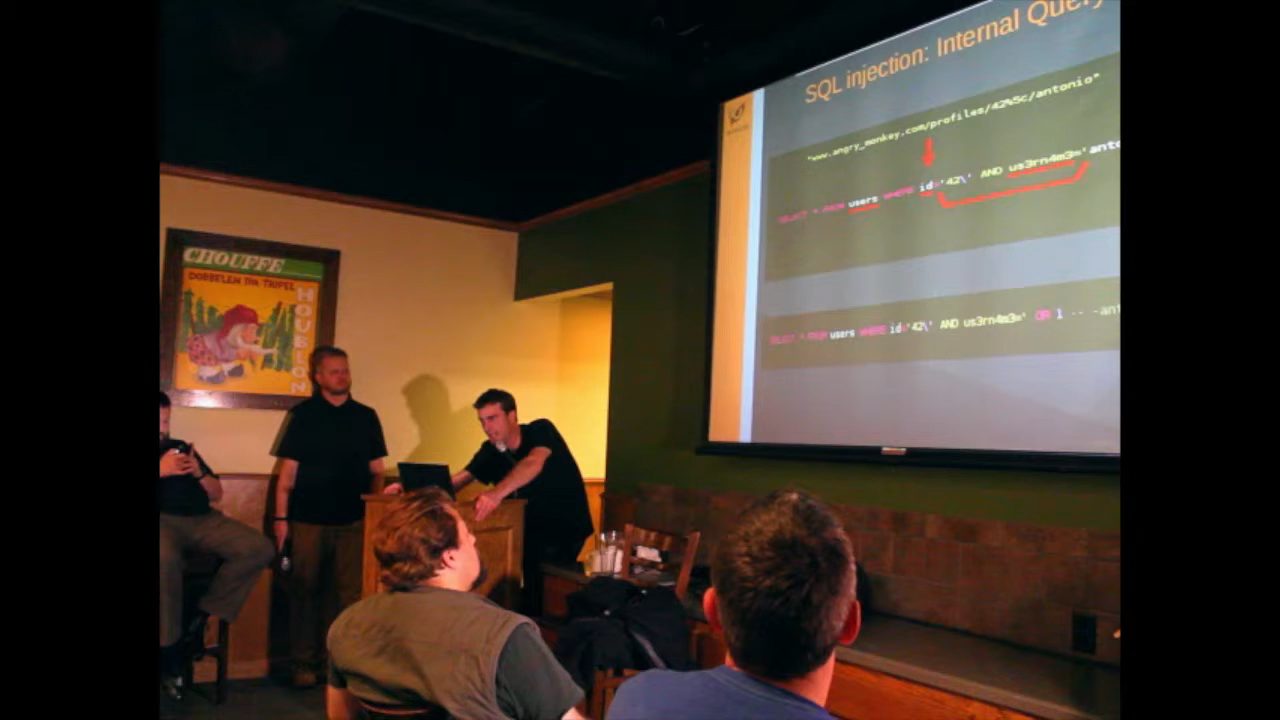 CHOUFFE
DOBBELEN IPA TRIPEL
HOUBLON
SQL injection: Internal Query
"www.angry_monkey.com/profiles/42%5c/antonio"
SELECT * FROM users WHERE id='42\' AND us3rn4m3='anto
SELECT * FROM users WHERE id='42\' AND us3rn4m3=' OR 1 -- -ant